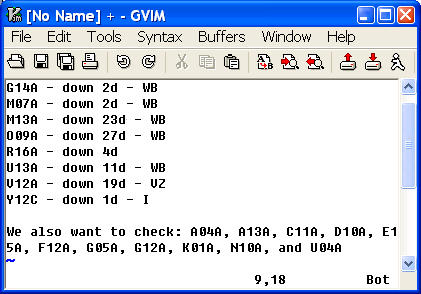 [No Name] + - GVIM
File Edit Tools Syntax Buffers Window Help
G14A - down 2d - WB
M07A - down 2d - WB
M13A - down 23d - WB
O09A - down 27d - WB
R16A - down 4d
U13A - down 11d - WB
V12A - down 19d - VZ
Y12C - down 1d - I
We also want to check: A04A, A13A, C11A, D10A, E1
5A, F12A, G05A, G12A, K01A, N10A, and U04A
~
9,18 Bot